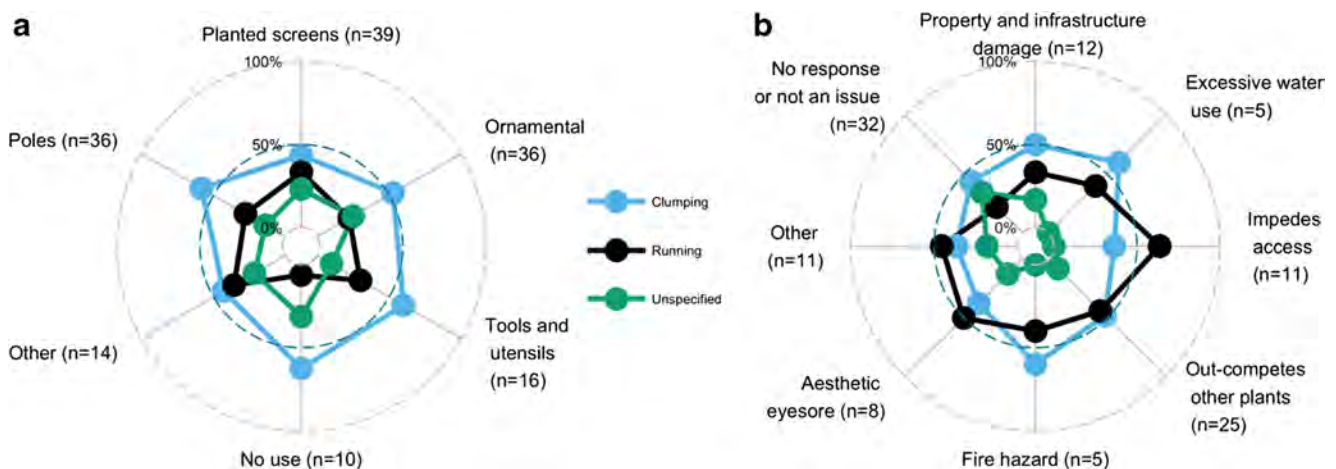 a
Planted screens (n=39)
100%
50%
0%
Ornamental
(n=36)
Tools and
utensils
(n=16)
No use (n=10)
Other (n=14)
Poles (n=36)
Clumping
Running
Unspecified
b
Property and infrastructure
damage (n=12)
100%
50%
0%
Excessive water
use (n=5)
Impedes
access
(n=11)
Out-competes
other plants
(n=25)
Fire hazard (n=5)
Aesthetic
eyesore (n=8)
Other
(n=11)
No response
or not an issue
(n=32)